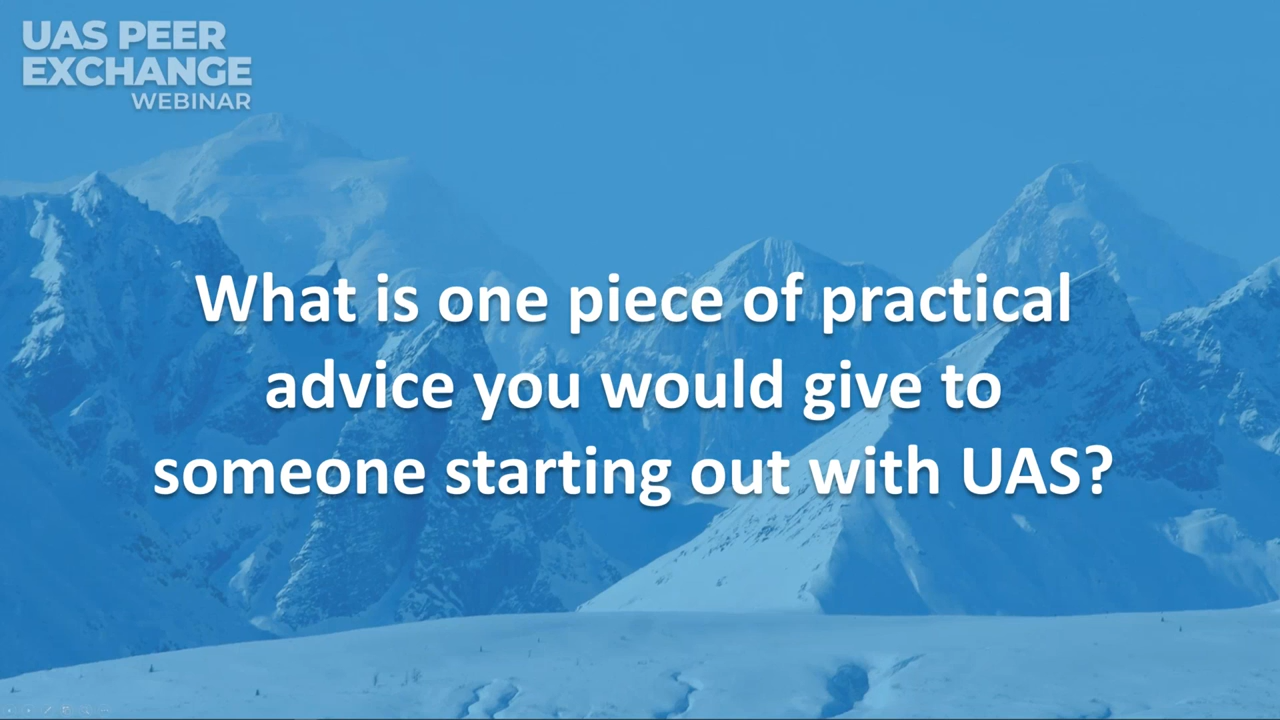 UAS PEER
EXCHANGE
WEBINAR
What is one piece of practical
advice you would give to
someone starting out with UAS?